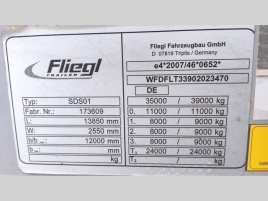 Fliegl
TRAILER
Fliegl Fahrzeugbau GmbH
D 07819 Triptis / Germany
e4*2007/46*0652*
WFDFLT33902023470
DE
Typ: SDS01
Fabr. Nr.: 173609
L: 13850 mm
W: 2550 mm
b/b 12000 mm
35000 / 39000 kg
0. 11000 / 11000 kg
1. 8000 / 9000 kg
2. 8000 / 9000 kg
3. 8000 / 9000 kg
T₂ 24000 / 24000 kg
T₃ / kg